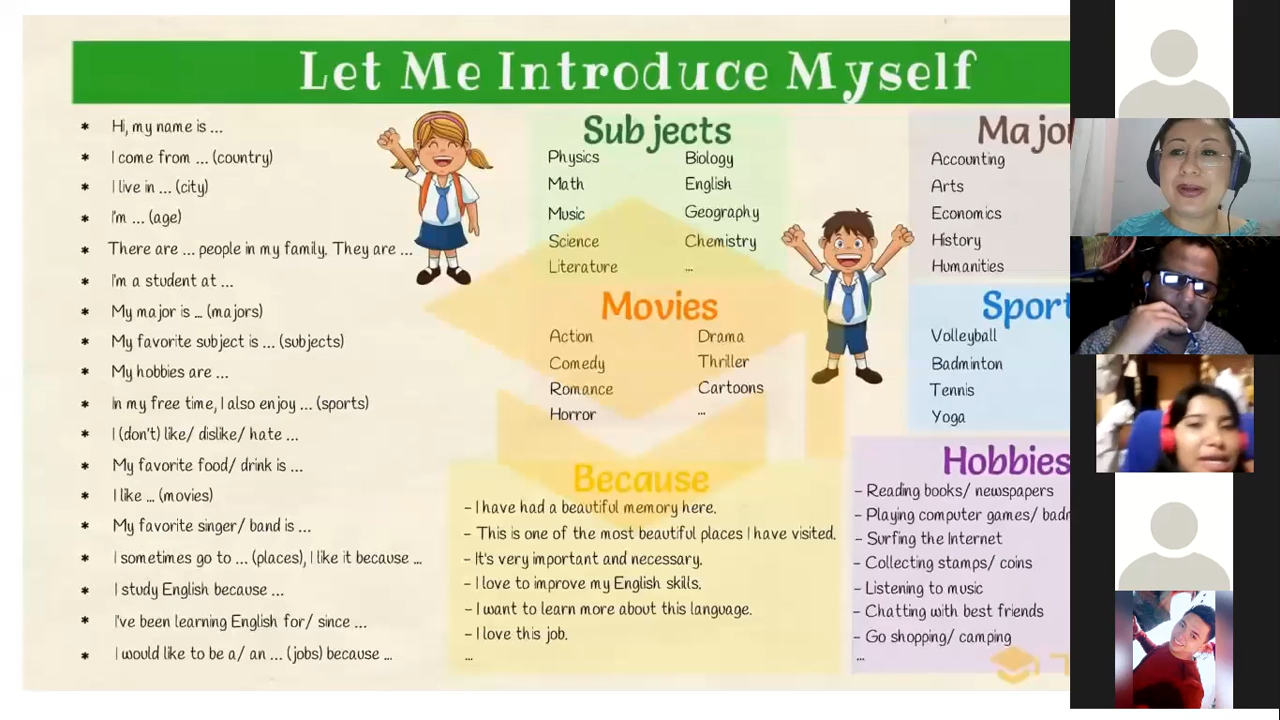 Let Me Introduce Myself
* Hi, my name is ...
* I come from ... (country)
* I live in ... (city)
* I'm ... (age)
* There are ... people in my family. They are ...
* I'm a student at ...
* My major is ... (majors)
* My favorite subject is ... (subjects)
* My hobbies are ...
* In my free time, I also enjoy ... (sports)
* I (don't) like/ dislike/ hate ...
* My favorite food/ drink is ...
* I like ... (movies)
* My favorite singer/ band is ...
* I sometimes go to ... (places), I like it because ...
* I study English because ...
* I've been learning English for/ since ...
* I would like to be a/ an ... (jobs) because ...
Subjects
Physics Biology
Math English
Music Geography
Science Chemistry
Literature ...
Movies
Action Drama
Comedy Thriller
Romance Cartoons
Horror ...
Because
- I have had a beautiful memory here.
- This is one of the most beautiful places I have visited.
- It's very important and necessary.
- I love to improve my English skills.
- I want to learn more about this language.
- I love this job.
...
Major
Accounting
Arts
Economics
History
Humanities
Sport
Volleyball
Badminton
Tennis
Yoga
Hobbies
- Reading books/ newspapers
- Playing computer games/
- Surfing the Internet
- Collecting stamps/ coins
- Listening to music
- Chatting with best friends
- Go shopping/ camping
...